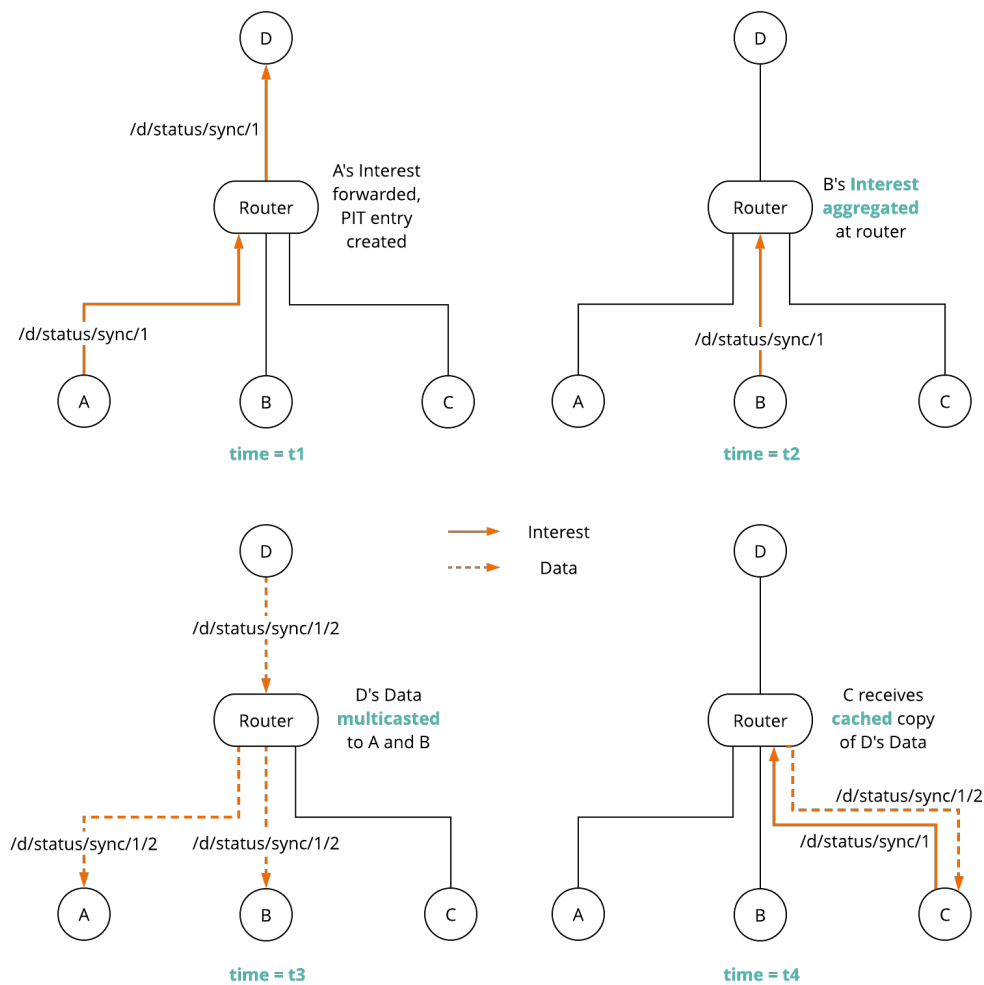 D
/d/status/sync/1
Router
A's Interest
forwarded,
PIT entry
created
/d/status/sync/1
A
B
C
time = t1
D
Router
B's Interest
aggregated
at router
/d/status/sync/1
A
B
C
time = t2
Interest
Data
D
/d/status/sync/1/2
Router
D's Data
multicasted
to A and B
/d/status/sync/1/2
/d/status/sync/1/2
A
B
C
time = t3
D
Router
C receives
cached copy
of D's Data
/d/status/sync/1/2
/d/status/sync/1
A
B
C
time = t4